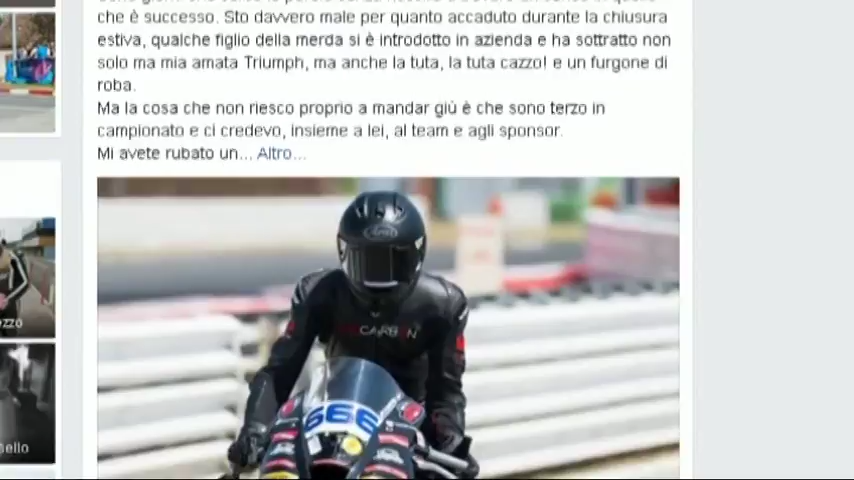 che è successo. Sto davvero male per quanto accaduto durante la chiusura
estiva, qualche figlio della merda si è introdotto in azienda e ha sottratto non
solo ma mia amata Triumph, ma anche la tuta, la tuta cazzo! e un furgone di
roba.
Ma la cosa che non riesco proprio a mandar giù è che sono terzo in
campionato e ci credevo, insieme a lei, al team e agli sponsor.
Mi avete rubato un... Altro...
Arai
CARBON
666